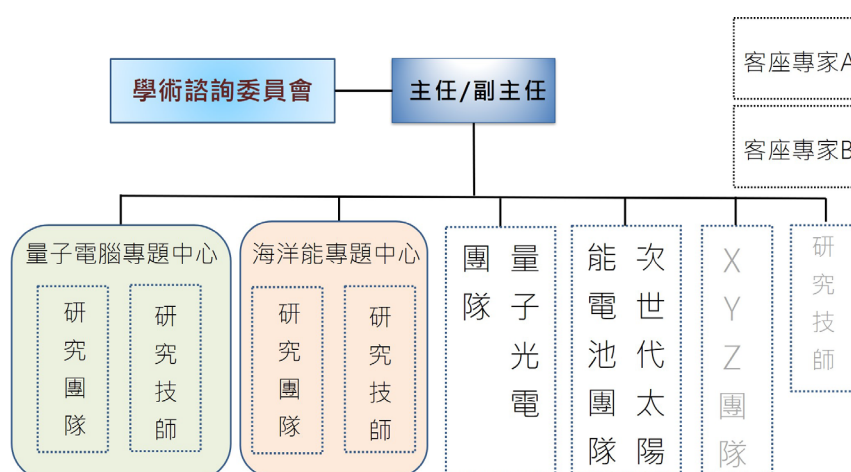 客座專家A
學術諮詢委員會
主任/副主任
客座專家B
量子電腦專題中心
研究團隊
研究技師
海洋能專題中心
研究團隊
研究技師
量子光電
團隊
次世代太陽
能電池團隊
XYZ團隊
研究技師